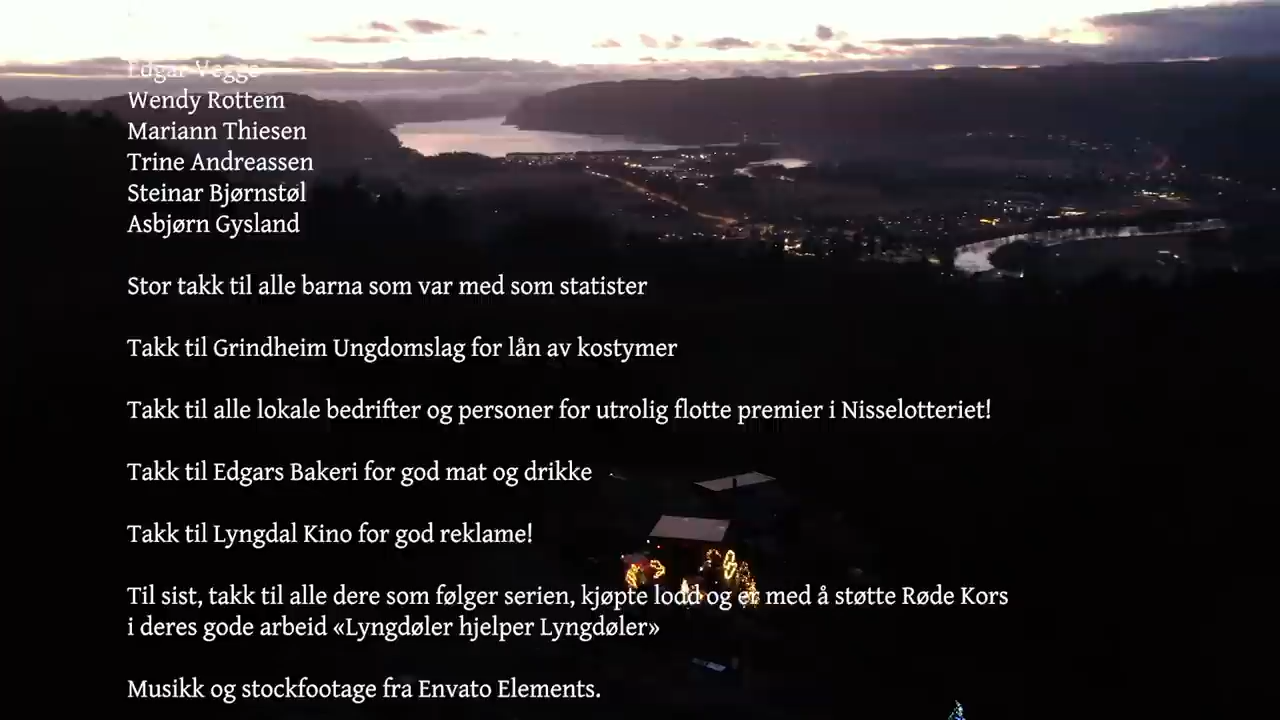 Edgar Vegge
Wendy Rottem
Mariann Thiesen
Trine Andreassen
Steinar Bjørnstøl
Asbjørn Gysland
Stor takk til alle barna som var med som statister
Takk til Grindheim Ungdomslag for lån av kostymer
Takk til alle lokale bedrifter og personer for utrolig flotte premier i Nisselotteriet!
Takk til Edgars Bakeri for god mat og drikke
Takk til Lyngdal Kino for god reklame!
Til sist, takk til alle dere som følger serien, kjøpte lodd og er med å støtte Røde Kors
i deres gode arbeid «Lyngdøler hjelper Lyngdøler»
Musikk og stockfootage fra Envato Elements.